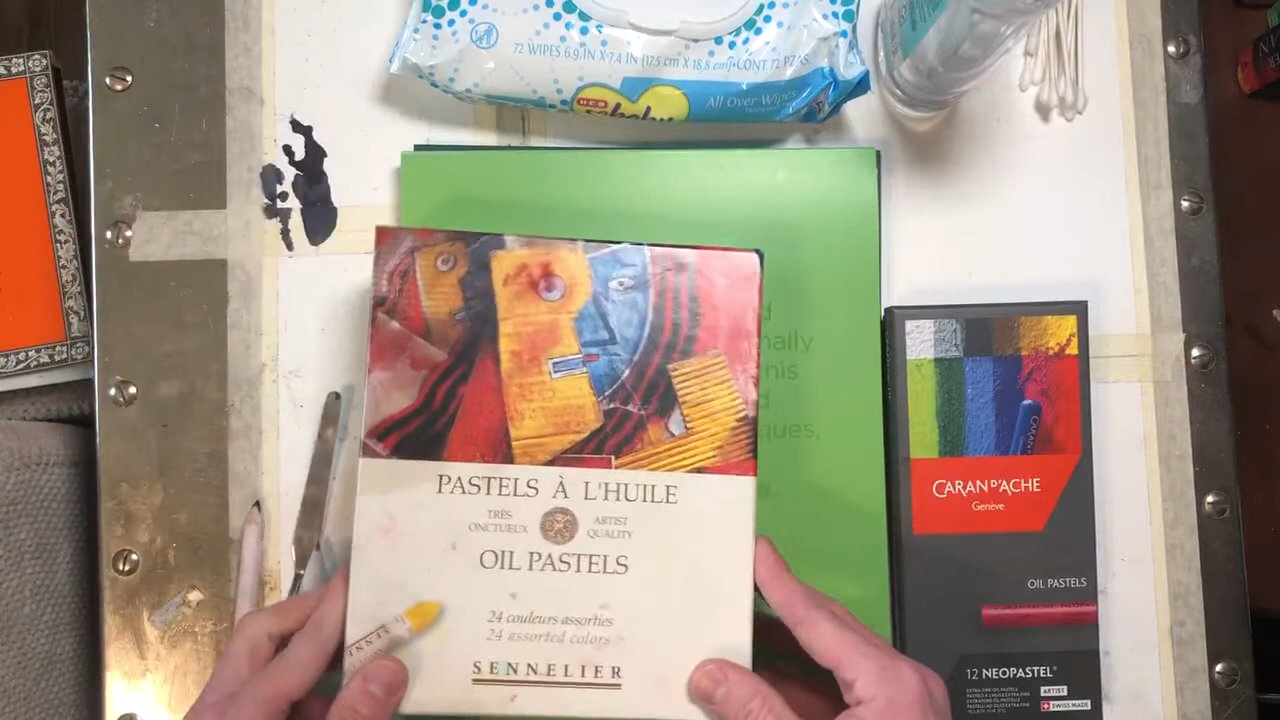 72 WIPES 6.9 IN X 7.4 IN (17.5 cm X 18.8 cm) • CONT. 72 PZAS.
H-E-B
baby
All Over Wipes
PASTELS À L'HUILE
TRÈS
ONCTUEUX
ARTIST
QUALITY
OIL PASTELS
24 couleurs assorties
24 assorted colors
SENNELIER
d
nally
his
d
ques,
CARAN D'ACHE
Genève
OIL PASTELS
12 NEOPASTEL®
ARTIST
SWISS MADE